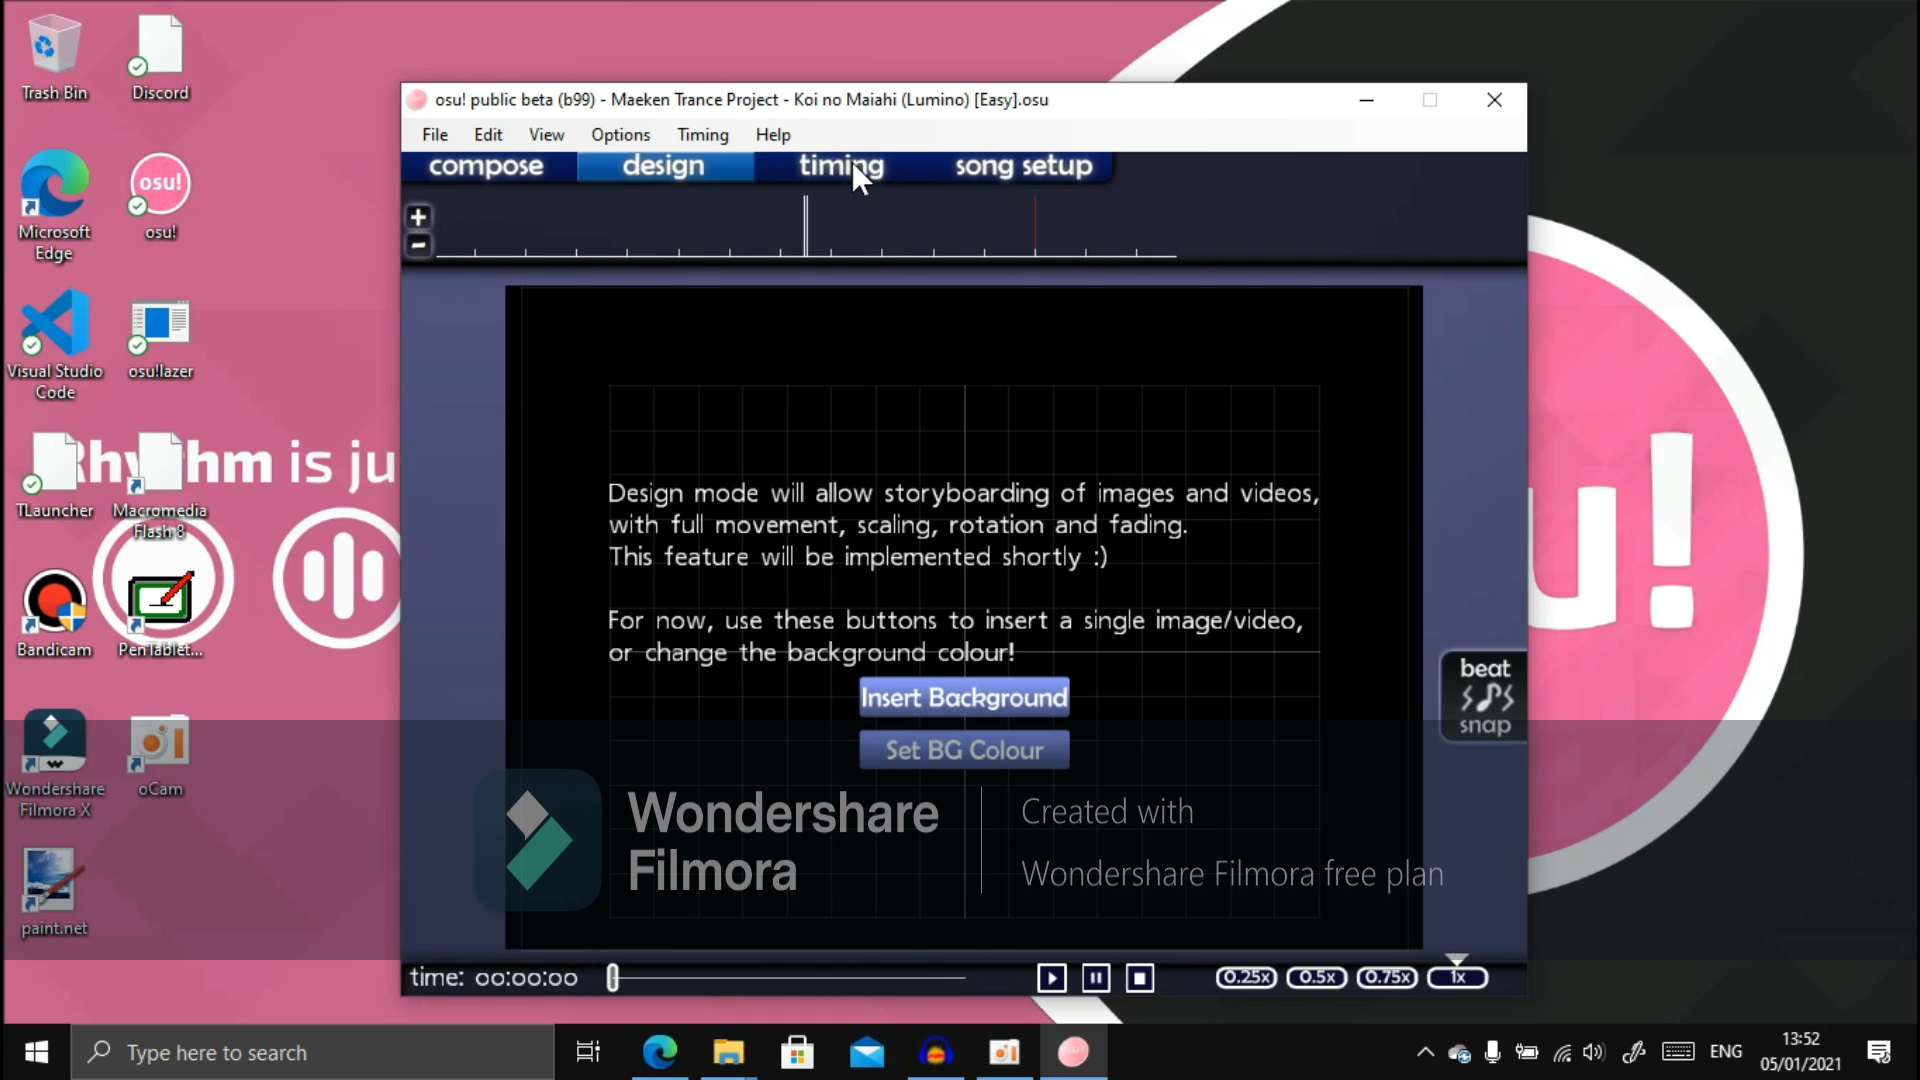 Trash Bin
Discord
Microsoft
Edge
osu!
osu!
Visual Studio
Code
osu!lazer
Rhythm is ju
TLauncher
Macromedia
Flash 8
Bandicam
PenTablet...
Wondershare
Filmora X
oCam
paint.net
osu! public beta (b99) - Maeken Trance Project - Koi no Maiahi (Lumino) [Easy].osu
File Edit View Options Timing Help
compose design timing song setup
Design mode will allow storyboarding of images and videos,
with full movement, scaling, rotation and fading.
This feature will be implemented shortly :)
For now, use these buttons to insert a single image/video,
or change the background colour!
Insert Background
Set BG Colour
beat
snap
u!
Wondershare
Filmora
Created with
Wondershare Filmora free plan
time: 00:00:00
0.25x 0.5x 0.75x 1x
Type here to search
ENG
13:52
05/01/2021